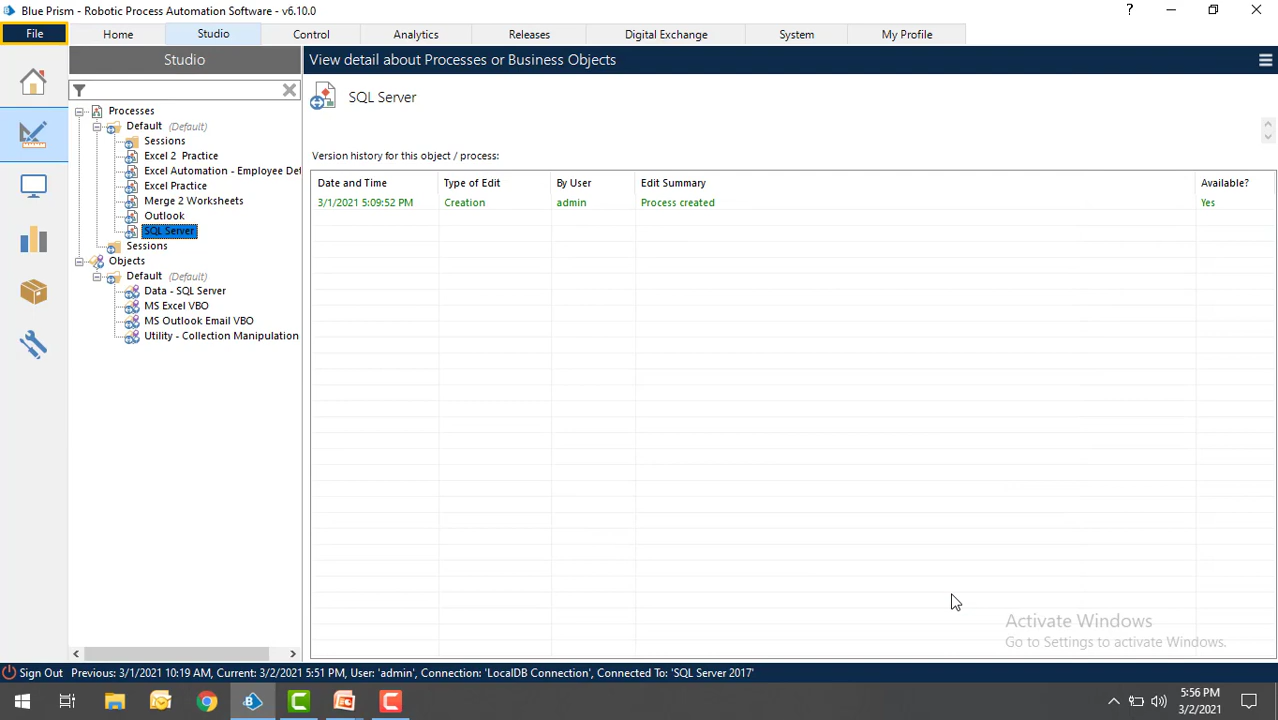 Blue Prism - Robotic Process Automation Software - v6.10.0
?
File Home Studio Control Analytics Releases Digital Exchange System My Profile
Studio
View detail about Processes or Business Objects
SQL Server
Processes
Default (Default)
Sessions
Excel 2 Practice
Excel Automation - Employee Det
Excel Practice
Merge 2 Worksheets
Outlook
SQL Server
Sessions
Objects
Default (Default)
Data - SQL Server
MS Excel VBO
MS Outlook Email VBO
Utility - Collection Manipulation
Version history for this object / process:
Date and Time Type of Edit By User Edit Summary Available?
3/1/2021 5:09:52 PM Creation admin Process created Yes
Activate Windows
Go to Settings to activate Windows.
Sign Out Previous: 3/1/2021 10:19 AM, Current: 3/2/2021 5:51 PM, User: 'admin', Connection: 'LocalDB Connection', Connected To: 'SQL Server 2017'
5:56 PM
3/2/2021